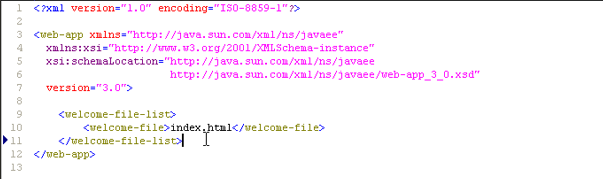 1 <?xml version="1.0" encoding="ISO-8859-1"?>
2
3 <web-app xmlns="http://java.sun.com/xml/ns/javaee"
4 xmlns:xsi="http://www.w3.org/2001/XMLSchema-instance"
5 xsi:schemaLocation="http://java.sun.com/xml/ns/javaee
6 http://java.sun.com/xml/ns/javaee/web-app_3_0.xsd"
7 version="3.0">
8
9 <welcome-file-list>
10 <welcome-file>index.html</welcome-file>
11 </welcome-file-list>
12 </web-app>
13